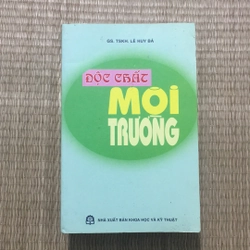 GS. TSKH. LÊ HUY BÁ
ĐỘC CHẤT
MÔI
TRƯỜNG
NHÀ XUẤT BẢN KHOA HỌC VÀ KỸ THUẬT